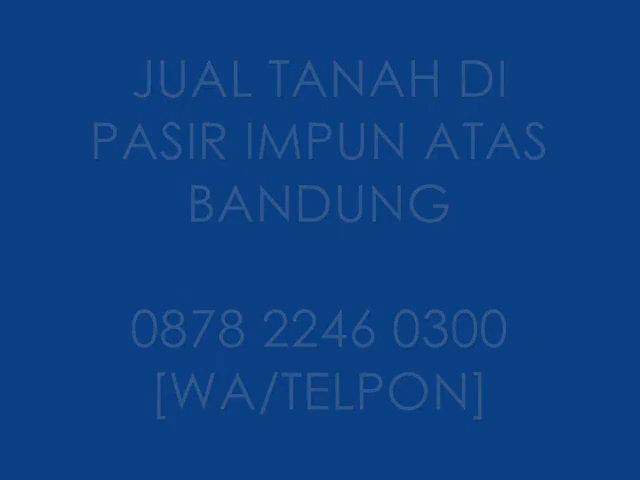 JUAL TANAH DI
PASIR IMPUN ATAS
BANDUNG
0878 2246 0300
[WA/TELPON]